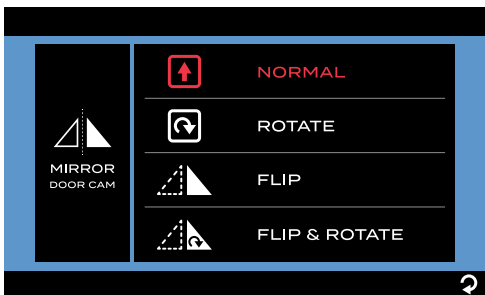 MIRROR
DOOR CAM
NORMAL
ROTATE
FLIP
FLIP & ROTATE